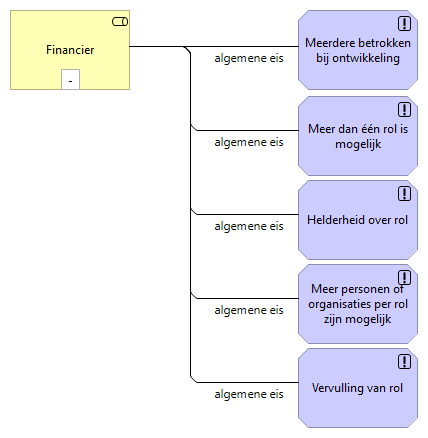 Financier
-
algemene eis
Meerdere betrokken
bij ontwikkeling
algemene eis
Meer dan één rol is
mogelijk
algemene eis
Helderheid over rol
algemene eis
Meer personen of
organisaties per rol
zijn mogelijk
algemene eis
Vervulling van rol